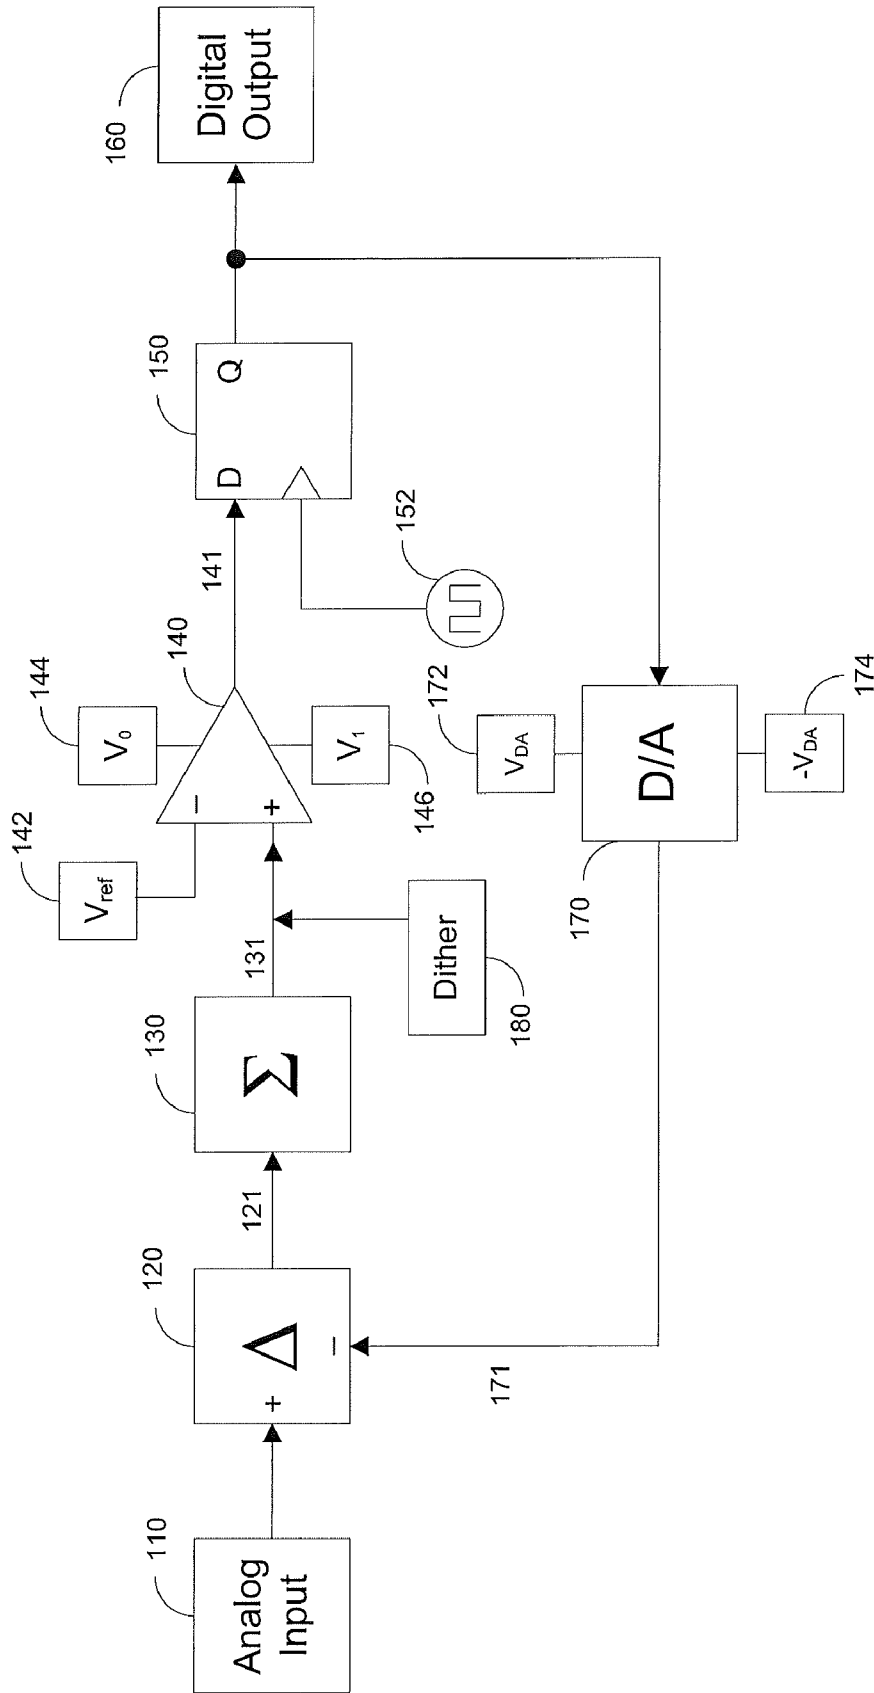 110
Analog
Input
120
+
Δ
−
121
130
Σ
131
Dither
180
142
Vref
−
+
144
V0
140
V1
146
141
150
D
Q
152
160
Digital
Output
172
VDA
D/A
170
-VDA
174
171